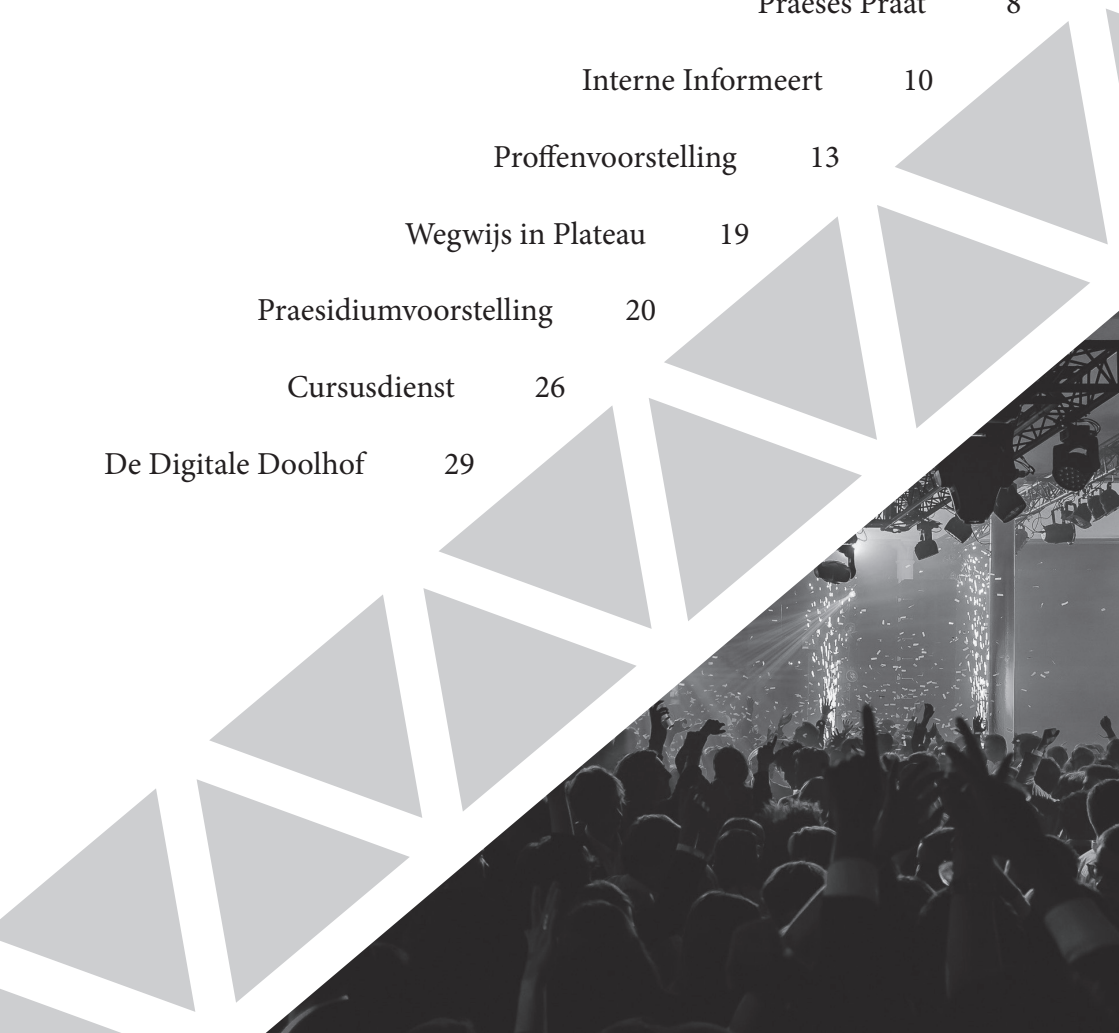 Praeses Praat 8
Interne Informeert 10
Proffenvoorstelling 13
Wegwijs in Plateau 19
Praesidiumvoorstelling 20
Cursusdienst 26
De Digitale Doolhof 29